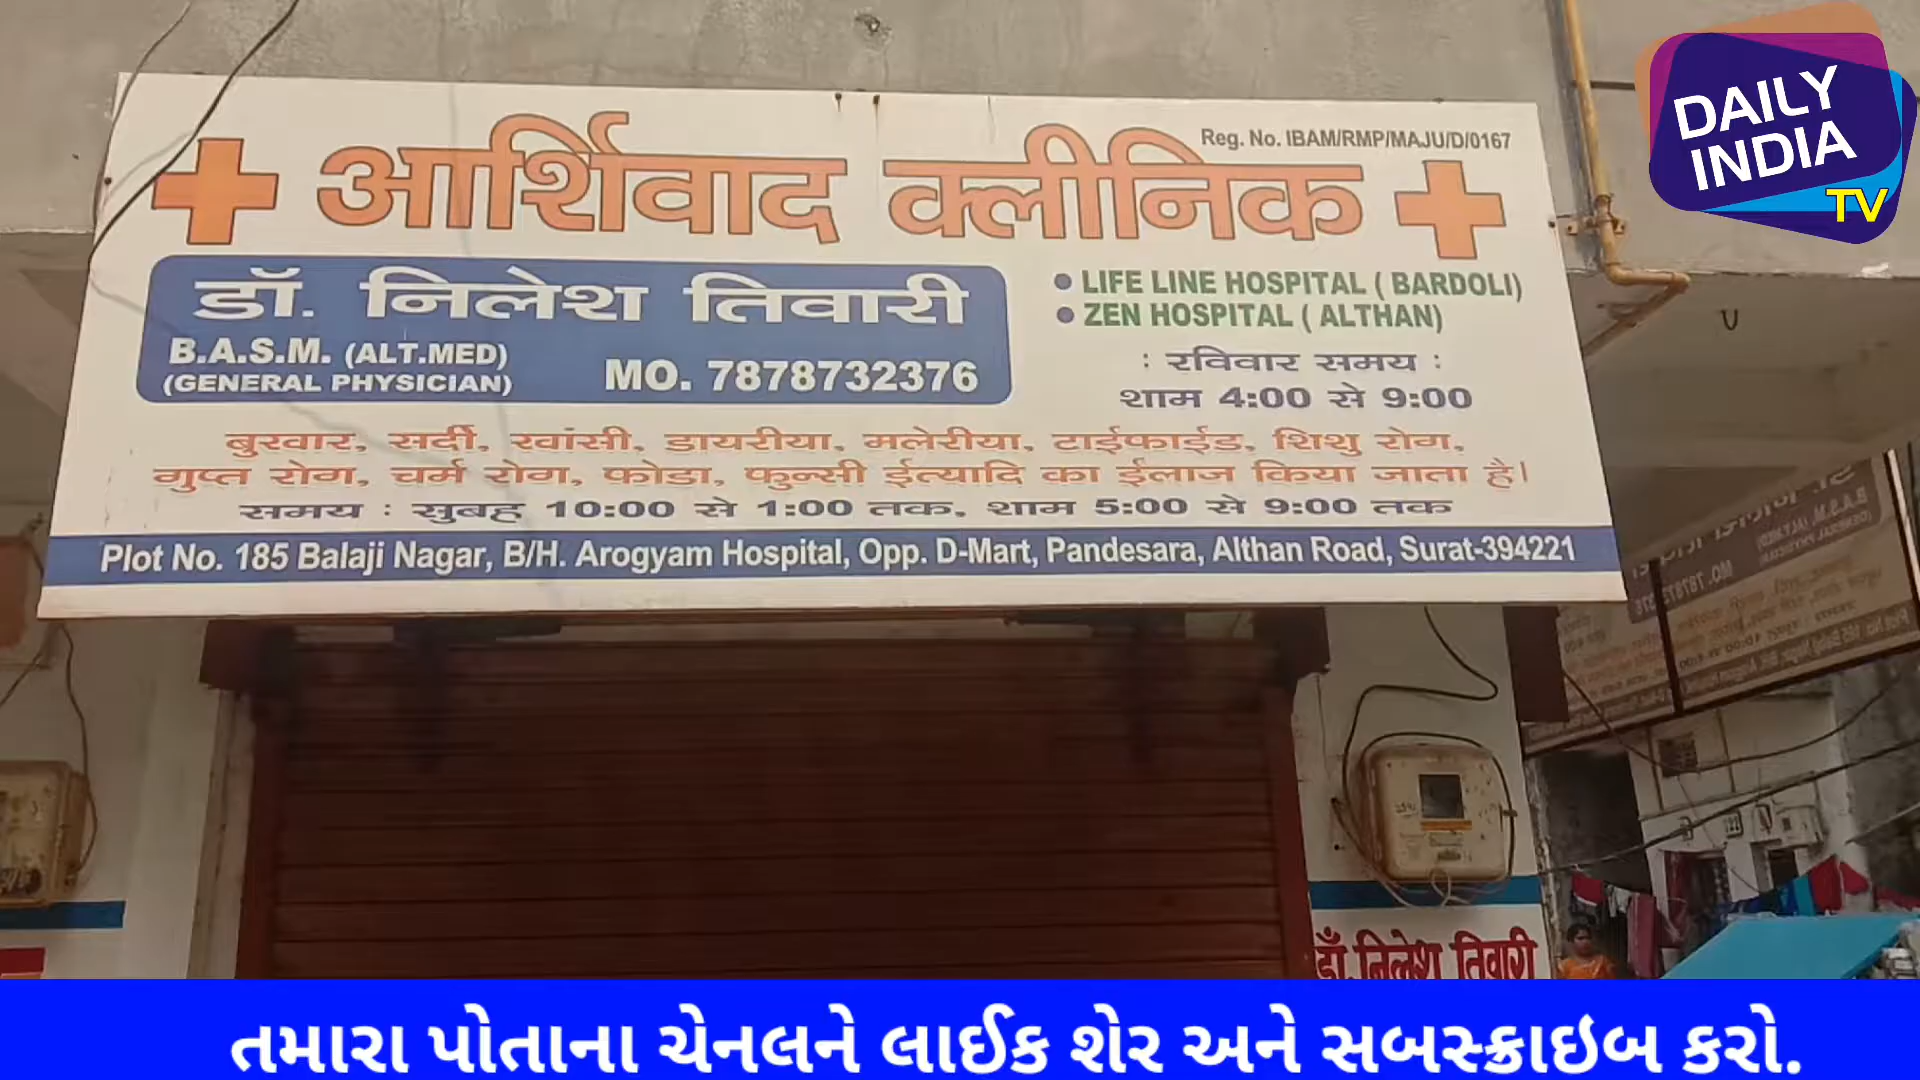 DAILY
INDIA
TV
Reg. No. IBAM/RMP/MAJU/D/0167
आर्शिवाद क्लीनिक
डॉ. निलेश तिवारी
B.A.S.M. (ALT.MED)
(GENERAL PHYSICIAN)
MO. 7878732376
• LIFE LINE HOSPITAL ( BARDOLI)
• ZEN HOSPITAL ( ALTHAN)
: रविवार समय :
शाम 4:00 से 9:00
बुखार, सर्दी, खांसी, डायरीया, मलेरीया, टाईफाईड, शिशु रोग,
गुप्त रोग, चर्म रोग, फोडा, फुन्सी ईत्यादि का ईलाज किया जाता है।
समय : सुबह 10:00 से 1:00 तक, शाम 5:00 से 9:00 तक
Plot No. 185 Balaji Nagar, B/H. Arogyam Hospital, Opp. D-Mart, Pandesara, Althan Road, Surat-394221
डॉ. निलेश तिवारी
તમારા પોતાના ચેનલને લાઈક શેર અને સબસ્ક્રાઇબ કરો.